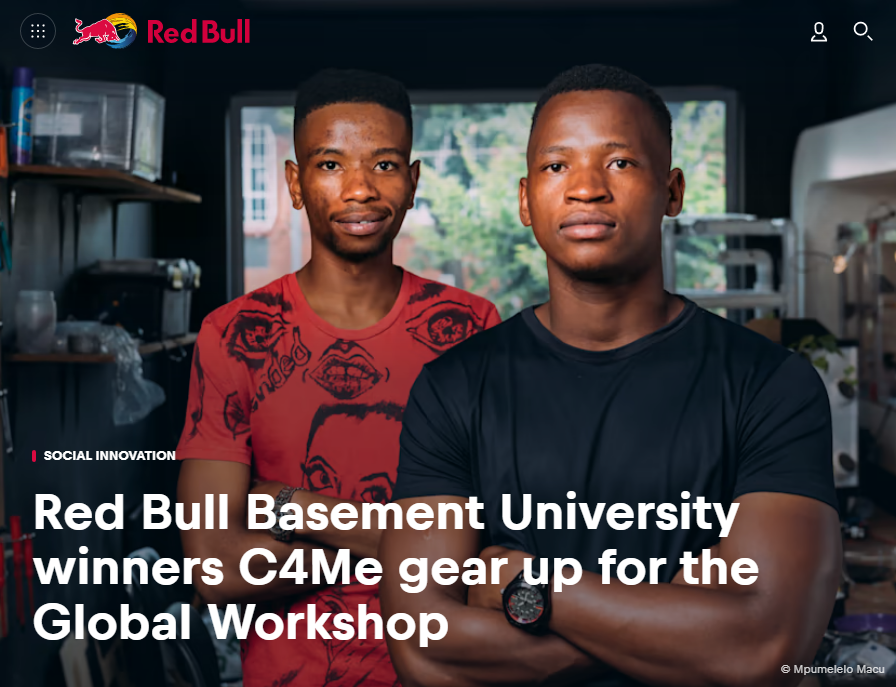 Red Bull
SOCIAL INNOVATION
Red Bull Basement University
winners C4Me gear up for the
Global Workshop
© Mpumelelo Macu